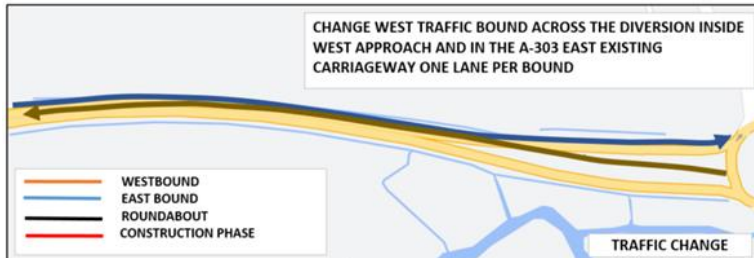 CHANGE WEST TRAFFIC BOUND ACROSS THE DIVERSION INSIDE
WEST APPROACH AND IN THE A-303 EAST EXISTING
CARRIAGEWAY ONE LANE PER BOUND
WESTBOUND
EAST BOUND
ROUNDABOUT
CONSTRUCTION PHASE
TRAFFIC CHANGE